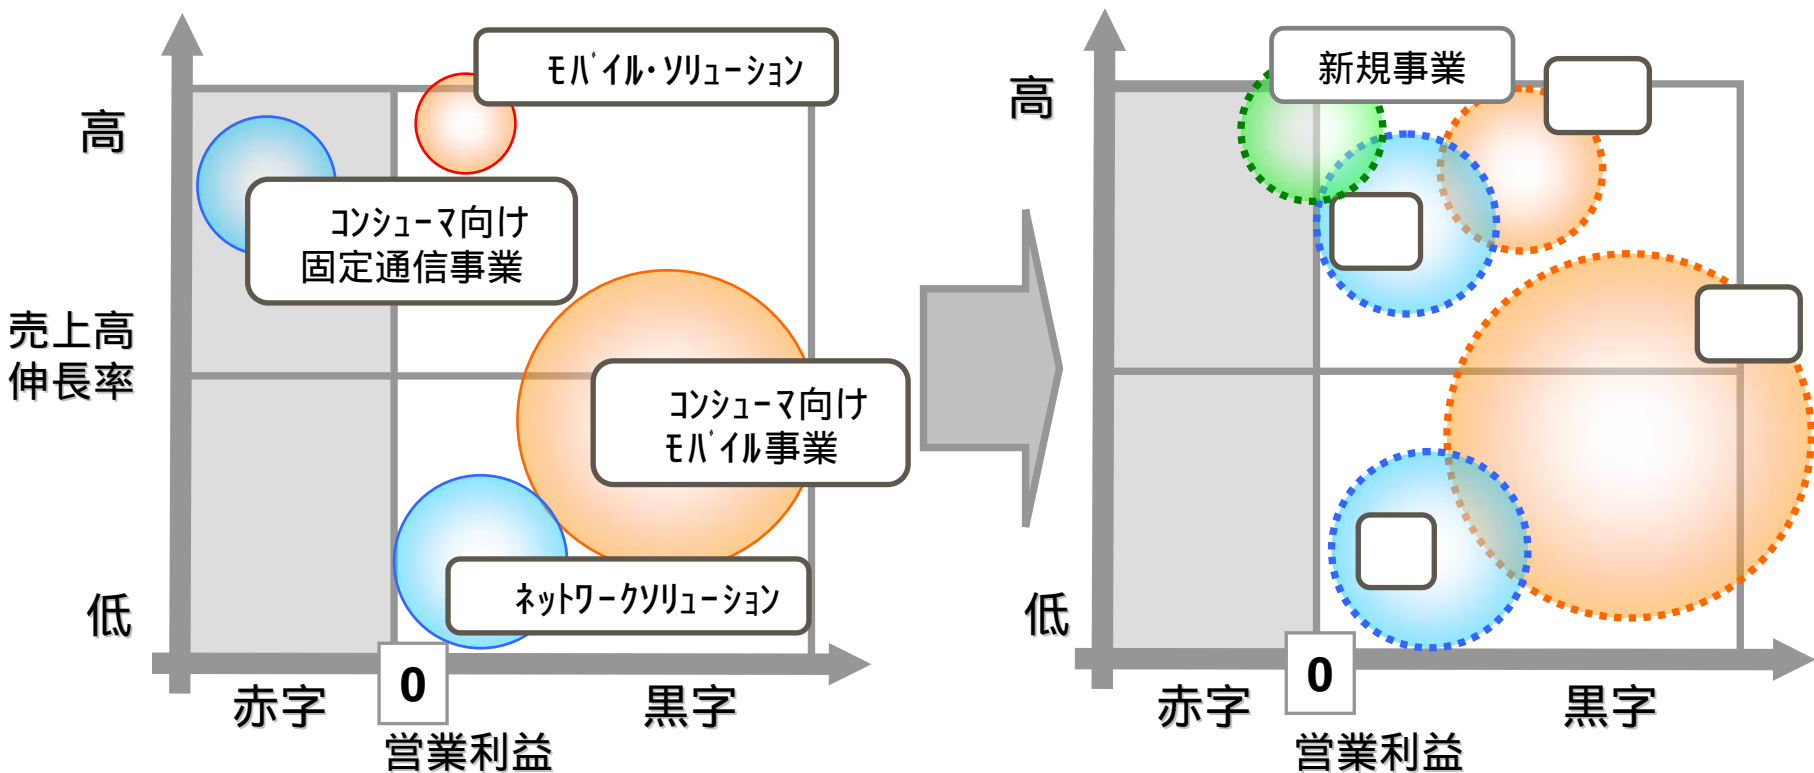 ﾓﾊﾞｲﾙ･ｿﾘｭｰｼｮﾝ
高
ｺﾝｼｭｰﾏ向け
固定通信事業
売上高
伸長率
ｺﾝｼｭｰﾏ向け
ﾓﾊﾞｲﾙ事業
ﾈｯﾄﾜｰｸｿﾘｭｰｼｮﾝ
低
0
赤字
黒字
営業利益
新規事業
高
低
0
赤字
黒字
営業利益